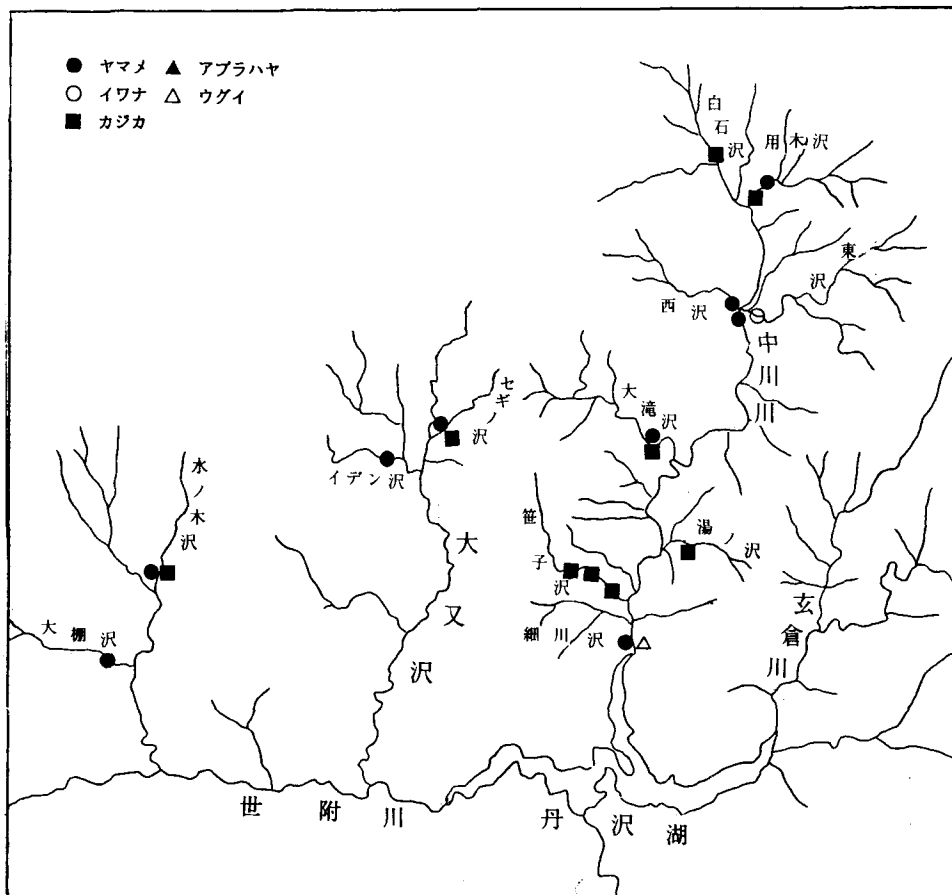 ● ヤマメ ▲ アブラハヤ
○ イワナ △ ウグイ
■ カジカ
白石沢
用木沢
東沢
西沢
中川川
セギノ沢
大滝沢
イデン沢
水ノ木沢
笹子沢
湯ノ沢
大又沢
玄倉川
細川沢
大棚沢
世附川
丹沢湖